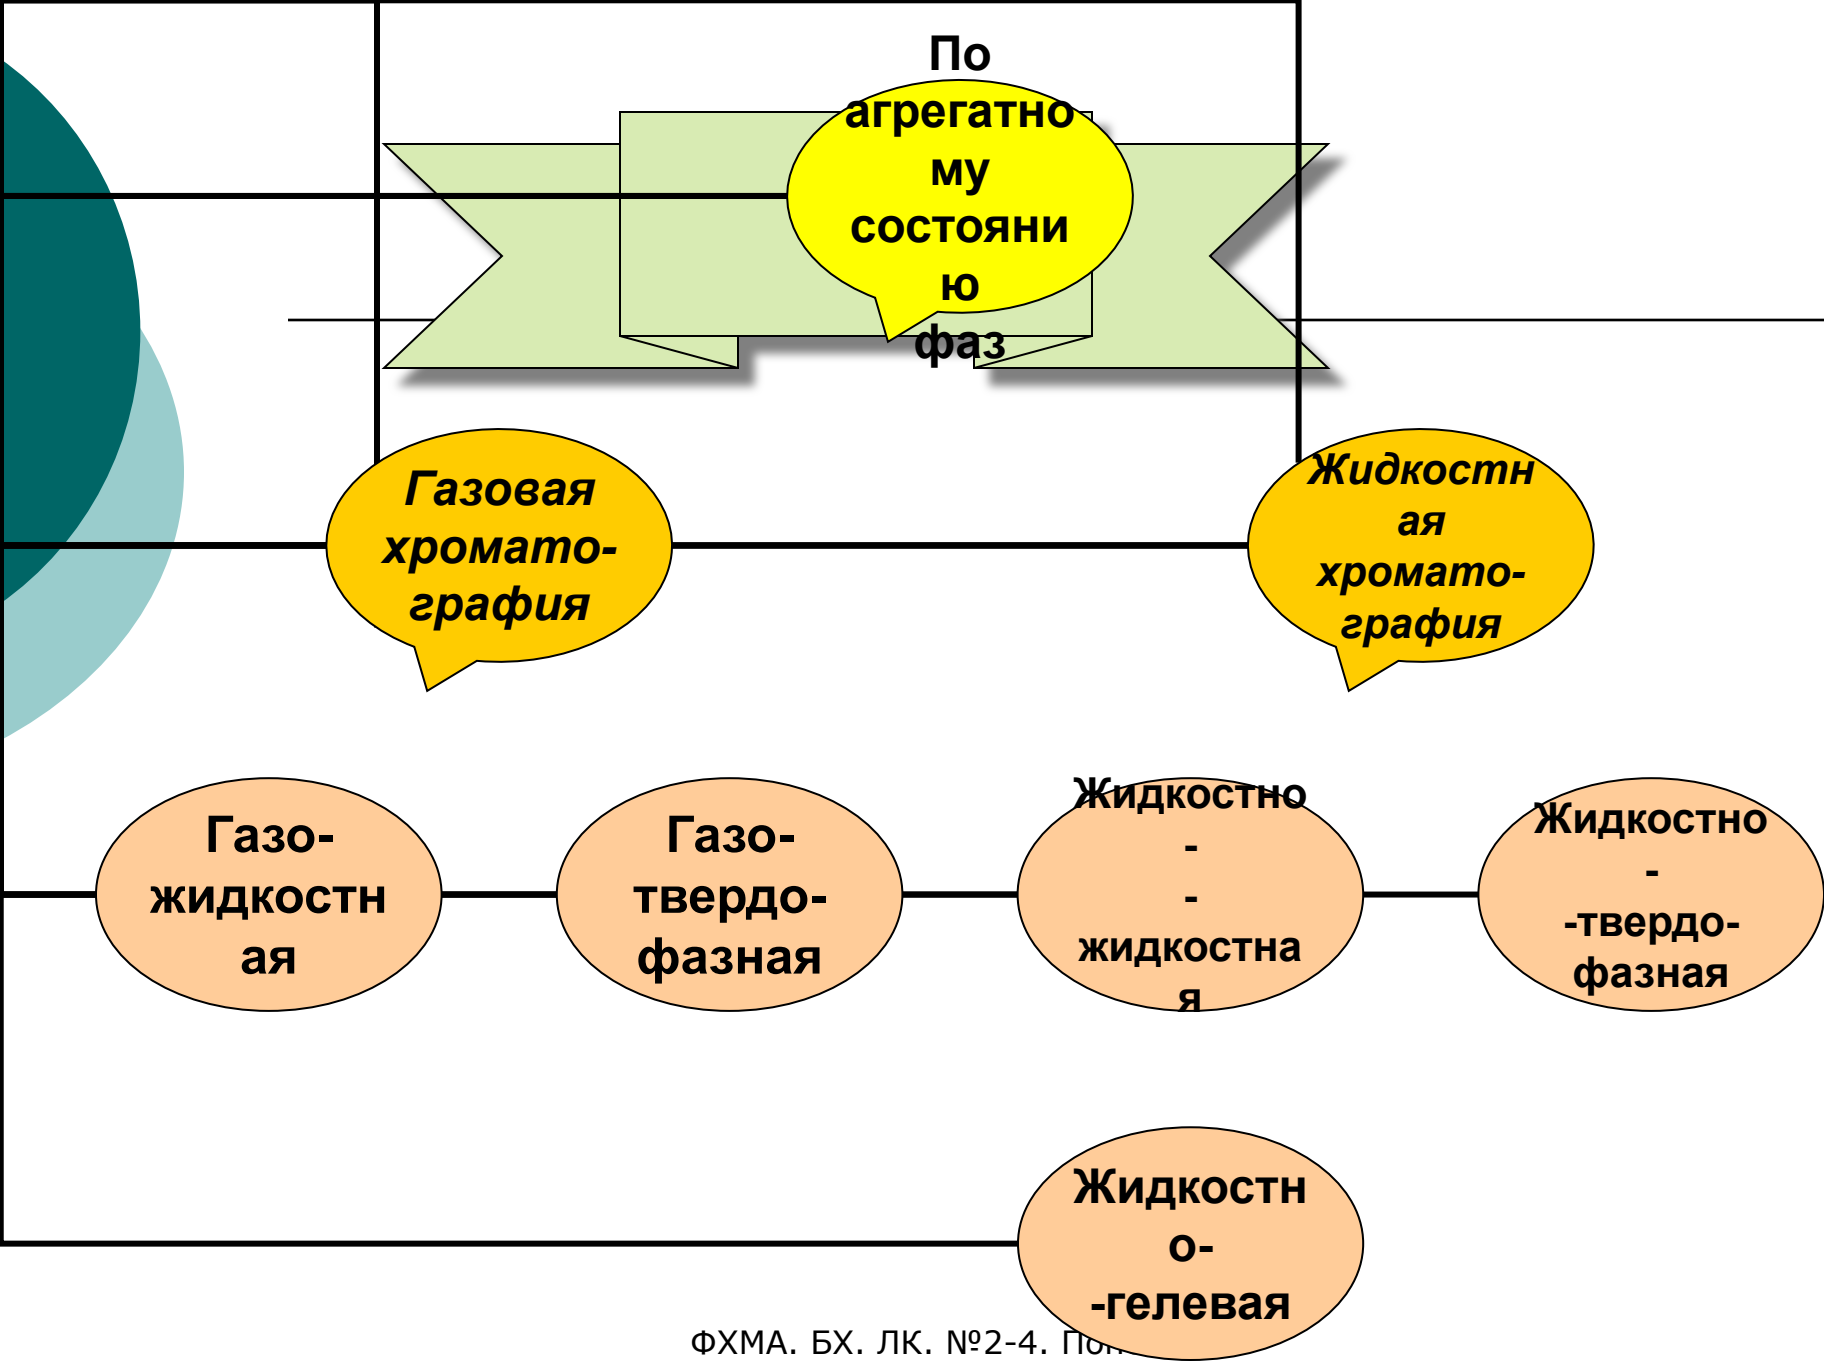 По
агрегатно
му
состояни
ю
фаз
Газовая
хромато-
графия
Жидкостн
ая
хромато-
графия
Газо-
жидкостн
ая
Газо-
твердо-
фазная
Жидкостно
-
-
жидкостна
я
Жидкостно
-
-твердо-
фазная
Жидкостн
о-
-гелевая
ФХМА. БХ. ЛК. №2-4.